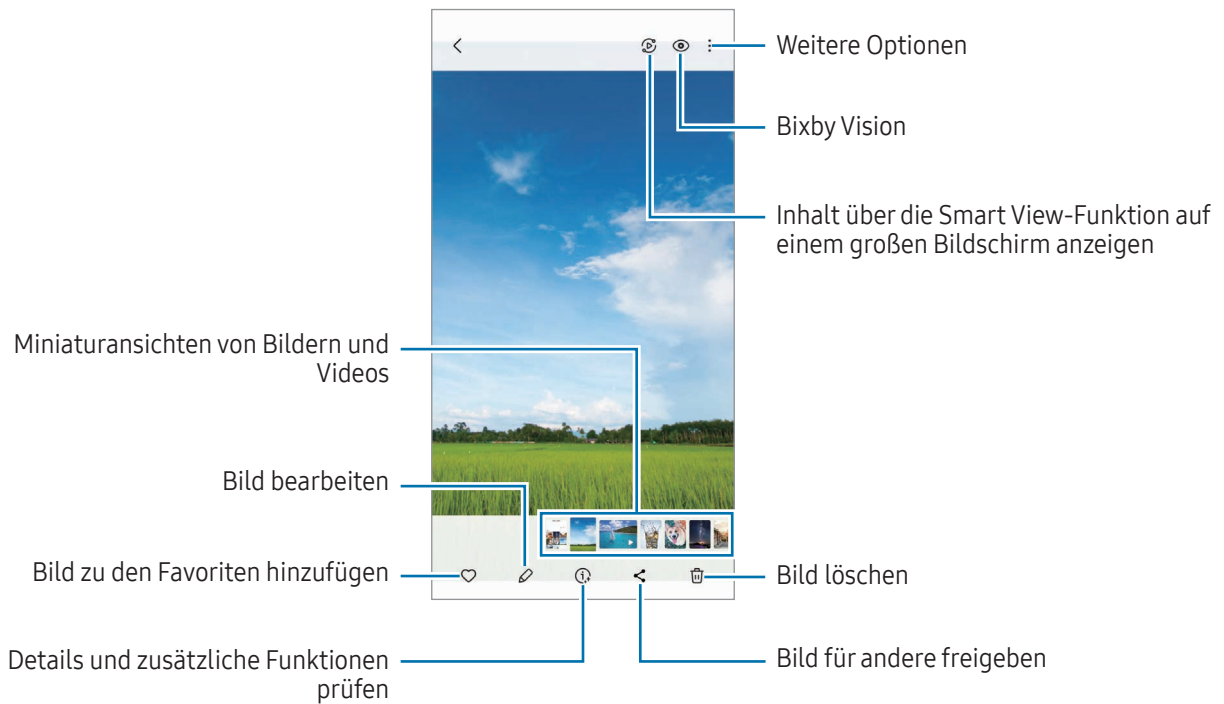 Weitere Optionen
Bixby Vision
Inhalt über die Smart View-Funktion auf
einem großen Bildschirm anzeigen
Miniaturansichten von Bildern und
Videos
Bild bearbeiten
Bild zu den Favoriten hinzufügen
Bild löschen
Details und zusätzliche Funktionen
prüfen
Bild für andere freigeben